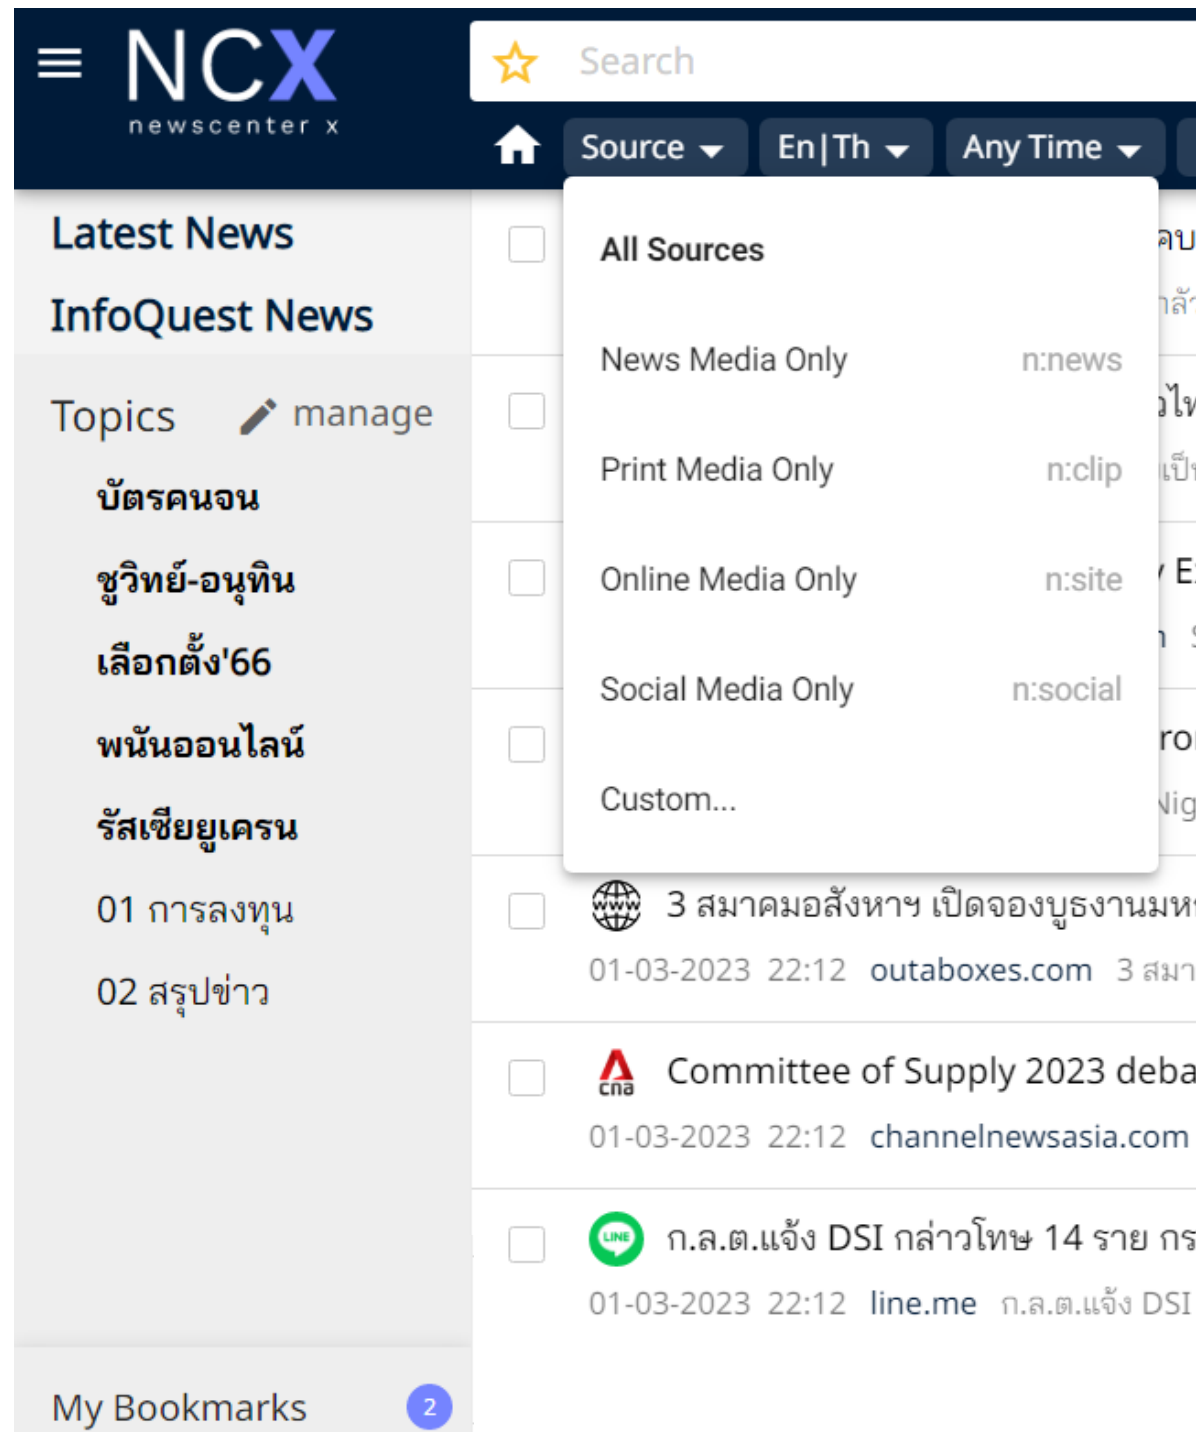 NCX
newscenter x
Search
Source
En|Th
Any Time
Latest News
InfoQuest News
Topics
manage
บัตรคนจน
ชูวิทย์-อนุทิน
เลือกตั้ง'66
พนันออนไลน์
รัสเซียยูเครน
01 การลงทุน
02 สรุปข่าว
My Bookmarks
2
All Sources
News Media Only n:news
Print Media Only n:clip
Online Media Only n:site
Social Media Only n:social
Custom...
www 3 สมาคมอสังหาฯ เปิดจองบูธงาน
01-03-2023 22:12 outaboxes.com 3
cna Committee of Supply 2023
01-03-2023 22:12 channelnewsasia.com
LINE ก.ล.ต.แจ้ง DSI กล่าวโทษ 14 ราย
01-03-2023 22:12 line.me ก.ล.ต.แจ้ง DSI